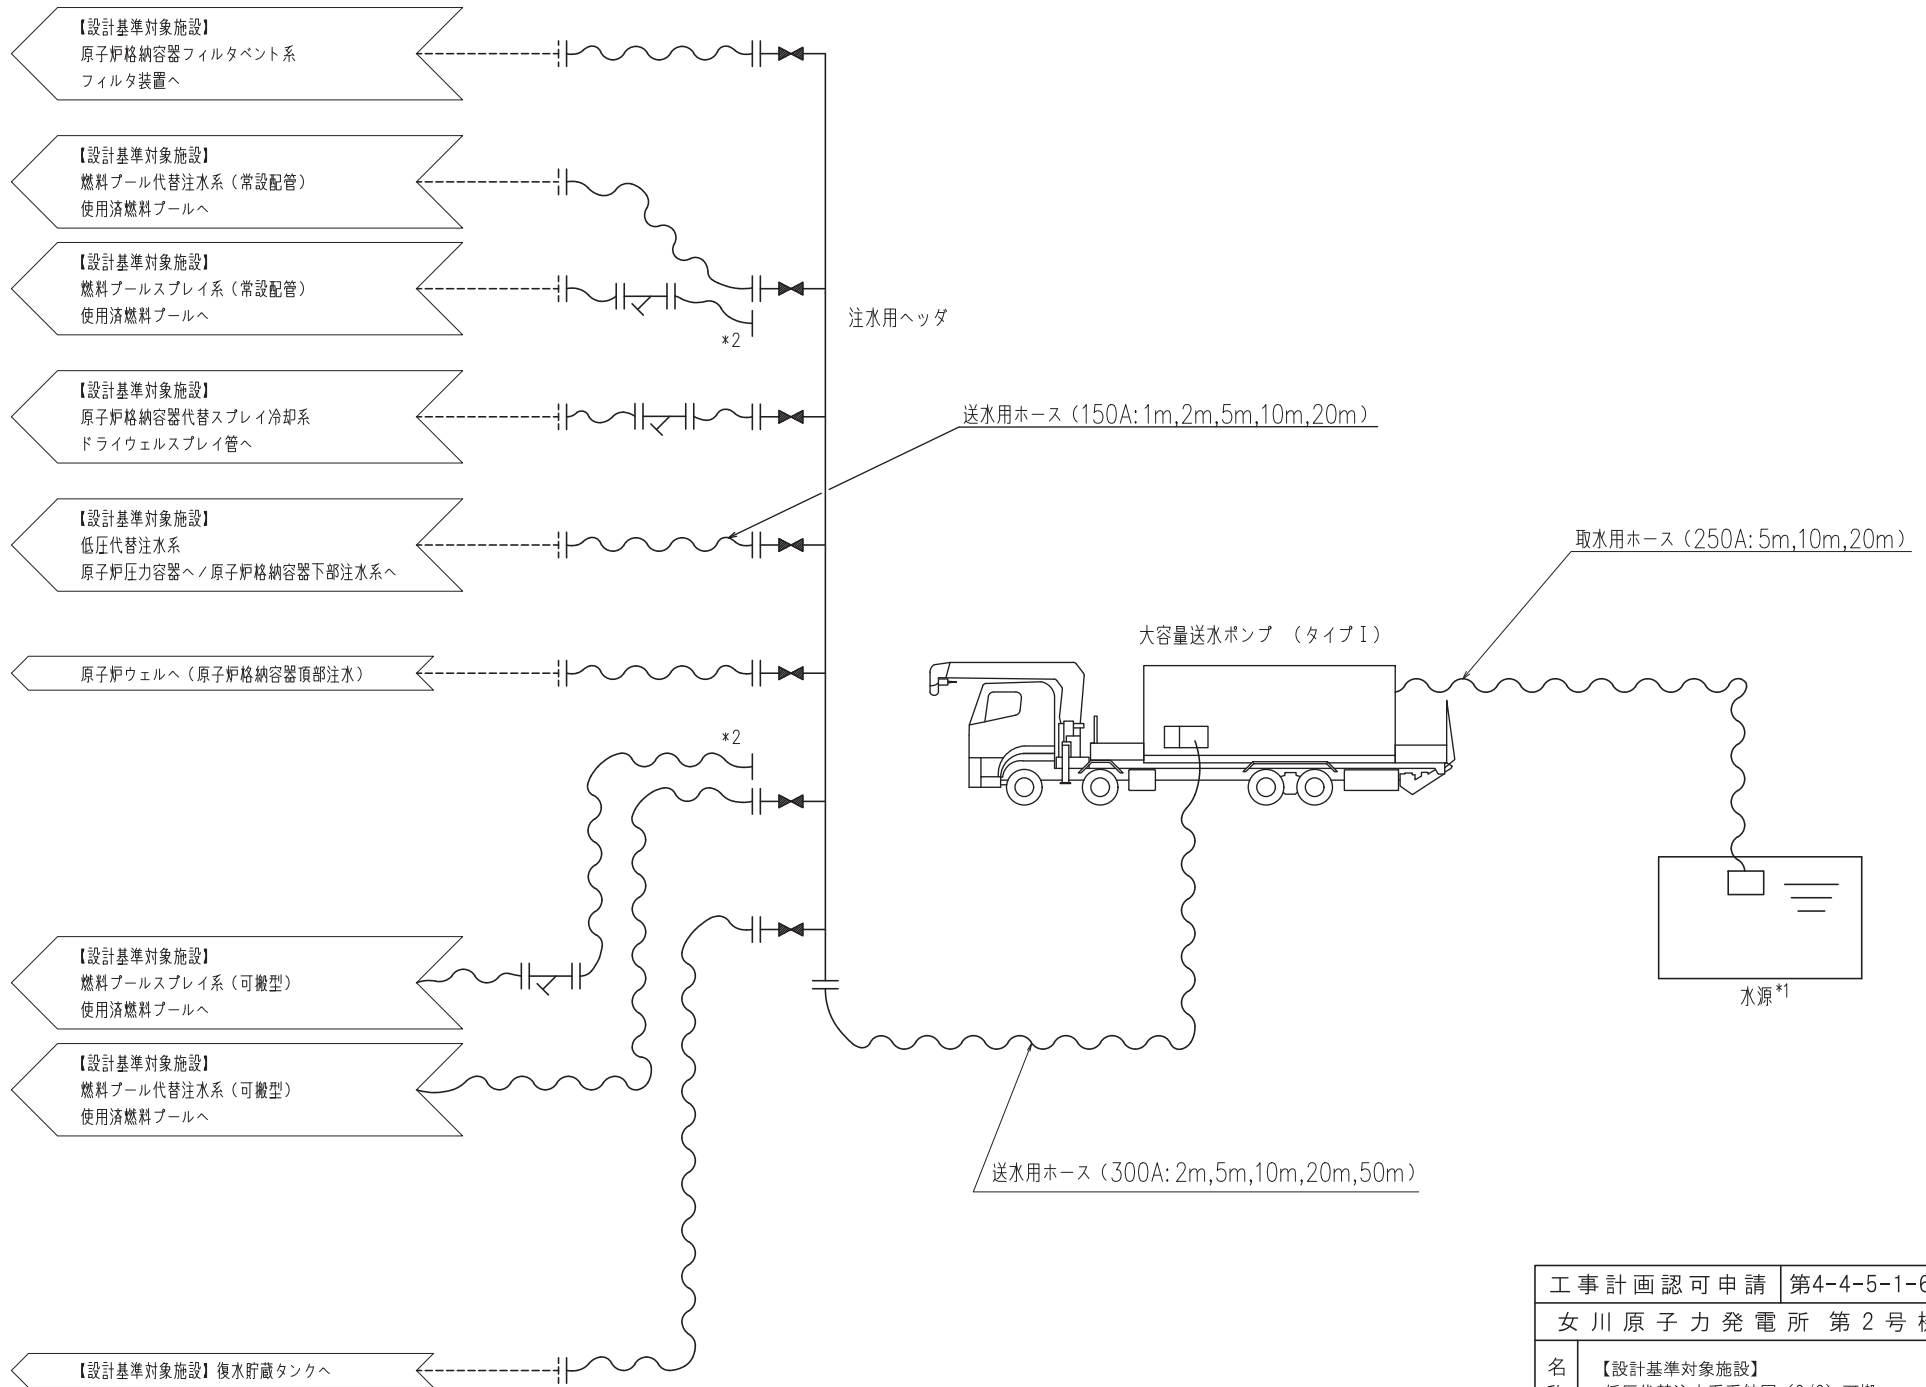 【設計基準対象施設】
原子炉格納容器フィルタベント系
フィルタ装置へ
【設計基準対象施設】
燃料プール代替注水系（常設配管）
使用済燃料プールへ
【設計基準対象施設】
燃料プールスプレイ系（常設配管）
使用済燃料プールへ
*2
注水用ヘッダ
【設計基準対象施設】
原子炉格納容器代替スプレイ冷却系
ドライウェルスプレイ管へ
送水用ホース（150A:1m,2m,5m,10m,20m）
【設計基準対象施設】
低圧代替注水系
原子炉圧力容器へ／原子炉格納容器下部注水系へ
取水用ホース（250A:5m,10m,20m）
大容量送水ポンプ （タイプⅠ）
原子炉ウェルへ（原子炉格納容器頂部注水）
*2
【設計基準対象施設】
燃料プールスプレイ系（可搬型）
使用済燃料プールへ
水源*1
【設計基準対象施設】
燃料プール代替注水系（可搬型）
使用済燃料プールへ
送水用ホース（300A:2m,5m,10m,20m,50m）
工事計画認可申請 第4-4-5-1-6
女川原子力発電所 第2号
【設計基準対象施設】復水貯蔵タンクへ
名 【設計基準対象施設】